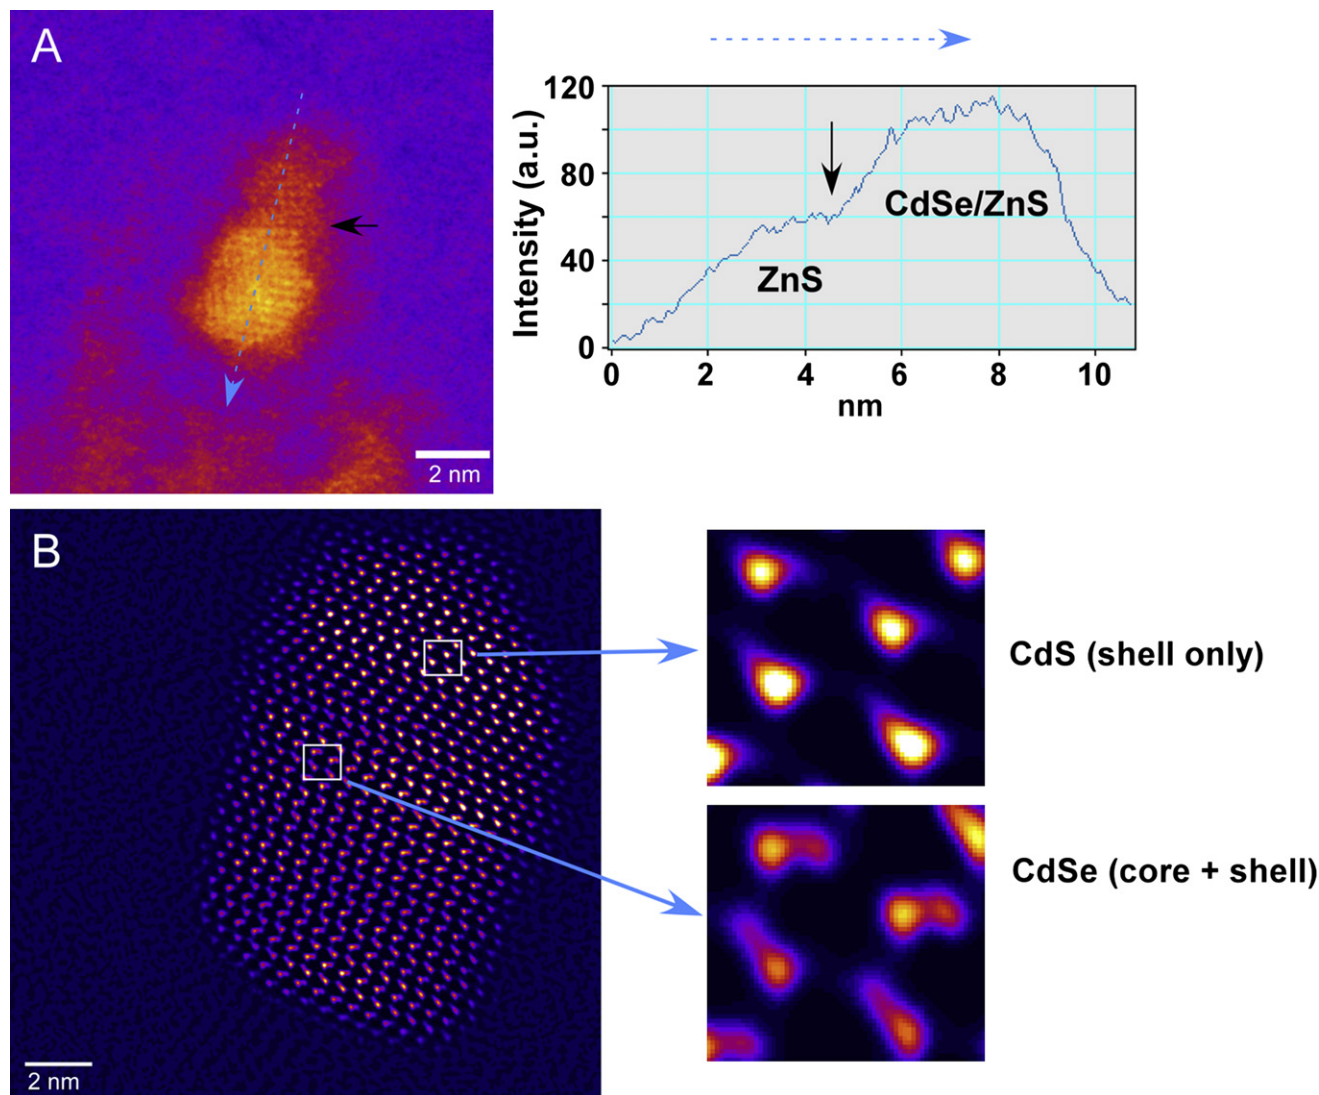 A
2 nm
Intensity (a.u.)
120
80
40
0
ZnS
CdSe/ZnS
0 2 4 6 8 10
nm
B
2 nm
CdS (shell only)
CdSe (core + shell)